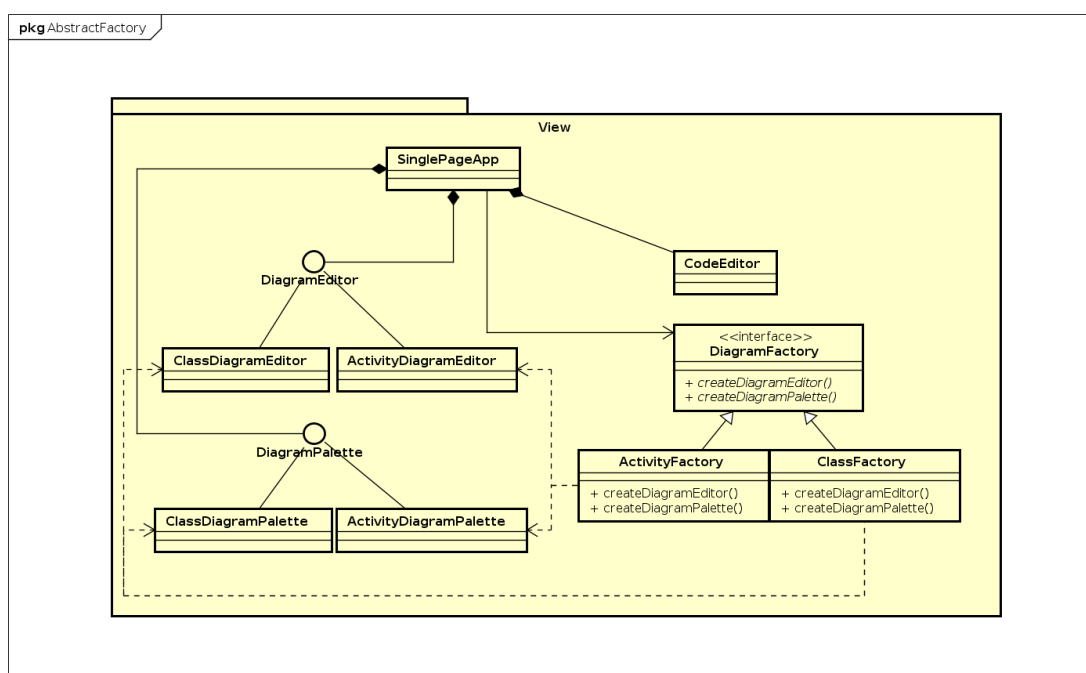 pkg AbstractFactory
View
SinglePageApp
CodeEditor
DiagramEditor
<<interface>>
DiagramFactory
+ createDiagramEditor()
+ createDiagramPalette()
ClassDiagramEditor
ActivityDiagramEditor
DiagramPalette
ActivityFactory
+ createDiagramEditor()
+ createDiagramPalette()
ClassFactory
+ createDiagramEditor()
+ createDiagramPalette()
ClassDiagramPalette
ActivityDiagramPalette